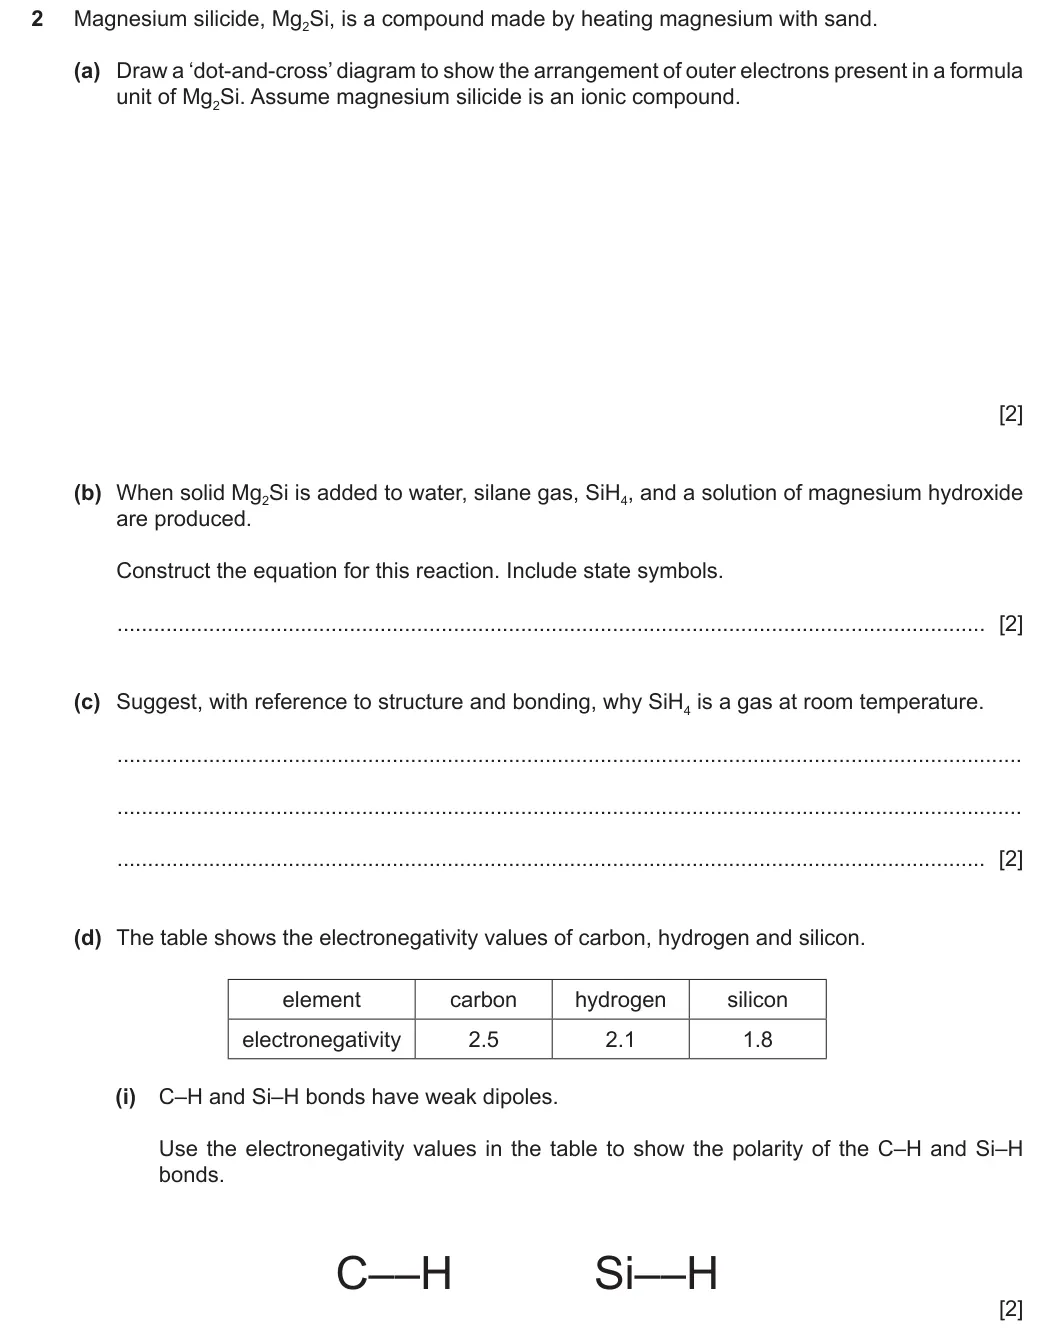 2 Magnesium silicide, Mg₂Si, is a compound made by heating magnesium with sand.
(a) Draw a ‘dot-and-cross’ diagram to show the arrangement of outer electrons present in a formula
unit of Mg₂Si. Assume magnesium silicide is an ionic compound.
[2]
(b) When solid Mg₂Si is added to water, silane gas, SiH₄, and a solution of magnesium hydroxide
are produced.
Construct the equation for this reaction. Include state symbols.
.............................................................................................................................................. [2]
(c) Suggest, with reference to structure and bonding, why SiH₄ is a gas at room temperature.
....................................................................................................................................................
....................................................................................................................................................
.............................................................................................................................................. [2]
(d) The table shows the electronegativity values of carbon, hydrogen and silicon.
element carbon hydrogen silicon
electronegativity 2.5 2.1 1.8
(i) C–H and Si–H bonds have weak dipoles.
Use the electronegativity values in the table to show the polarity of the C–H and Si–H
bonds.
C––H Si––H
[2]